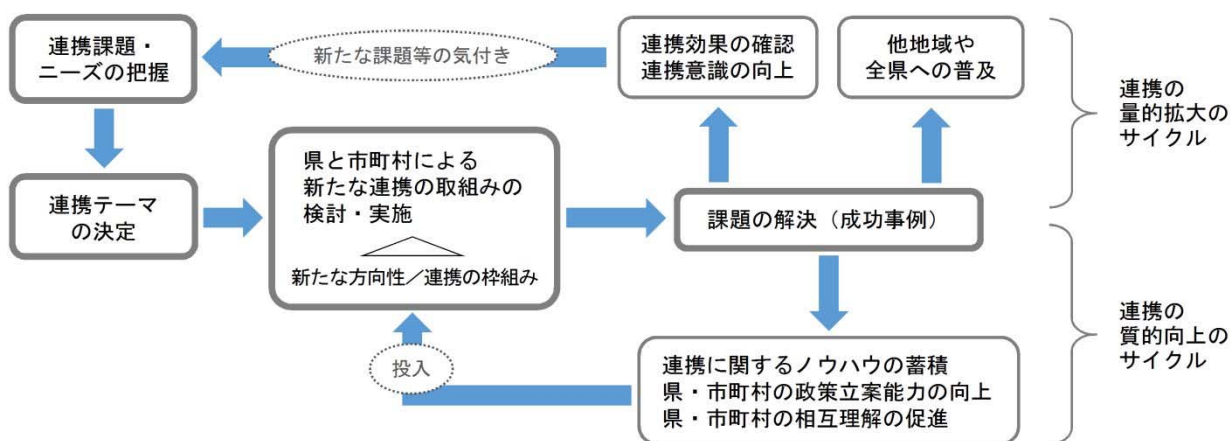 連携課題・
ニーズの把握
新たな課題等の気付き
連携効果の確認
連携意識の向上
他地域や
全県への普及
連携の
量的拡大の
サイクル
連携テーマ
の決定
県と市町村による
新たな連携の取組みの
検討・実施
新たな方向性／連携の枠組み
課題の解決（成功事例）
投入
連携に関するノウハウの蓄積
県・市町村の政策立案能力の向上
県・市町村の相互理解の促進
連携の
質的向上の
サイクル